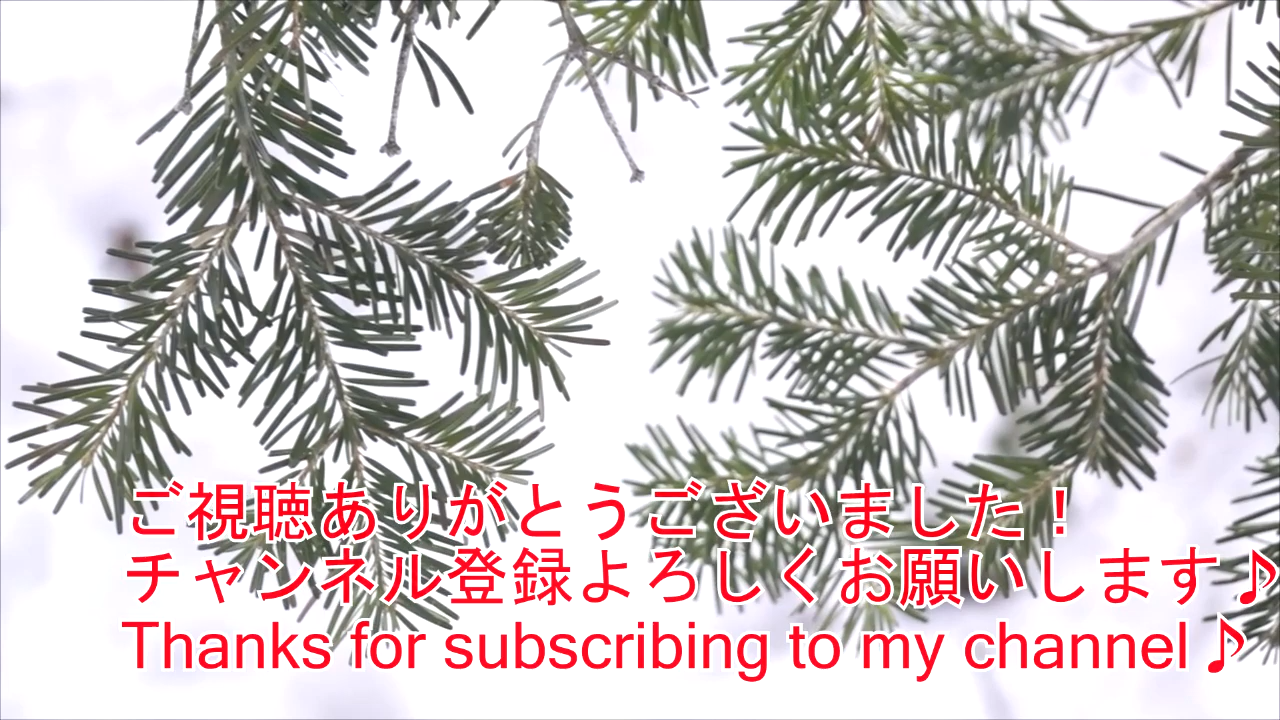 ご視聴ありがとうございました！
チャンネル登録よろしくお願いします♪
Thanks for subscribing to my channel♪